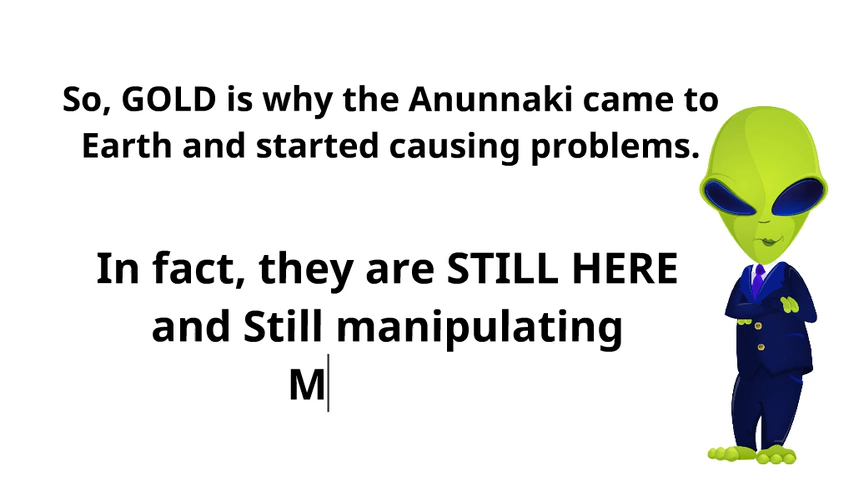 So, GOLD is why the Anunnaki came to
Earth and started causing problems.
In fact, they are STILL HERE
and Still manipulating
M